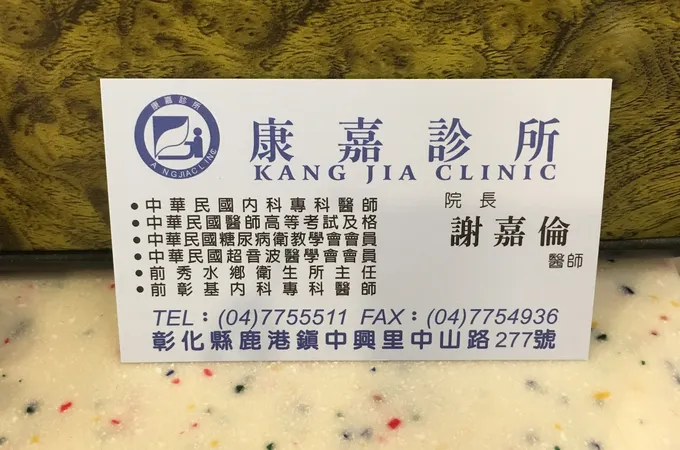 康嘉診所
康嘉診所
KANG JIA CLINIC
中華民國內科專科醫師
中華民國醫師高等考試及格
中華民國糖尿病衛教學會會員
中華民國超音波醫學會會員
前秀水鄉衛生所主任
前彰基內科專科醫師
院長
謝嘉倫
醫師
TEL：(04)7755511 FAX：(04)7754936
彰化縣鹿港鎮中興里中山路277號